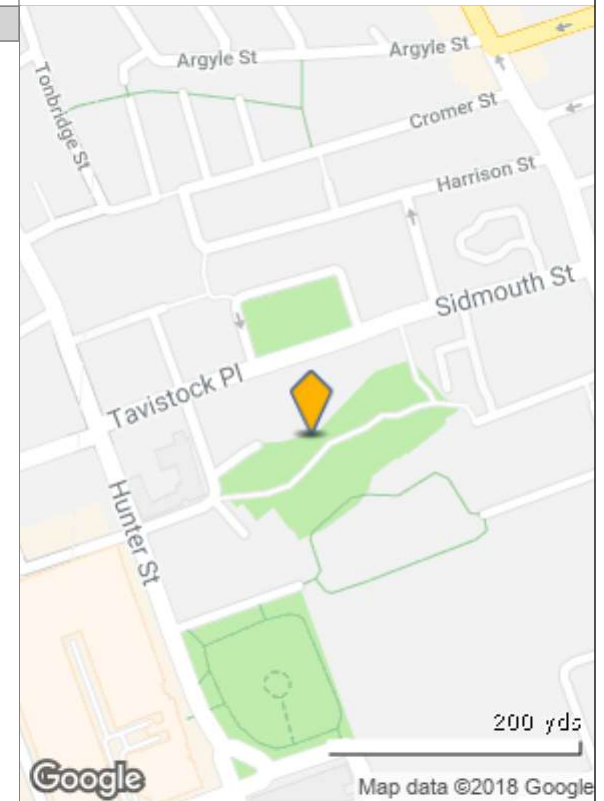 Argyle St
Argyle St
Tonbridge St
Cromer St
Harrison St
Sidmouth St
Tavistock Pl
Hunter St
200 yds
Google
Map data ©2018 Google